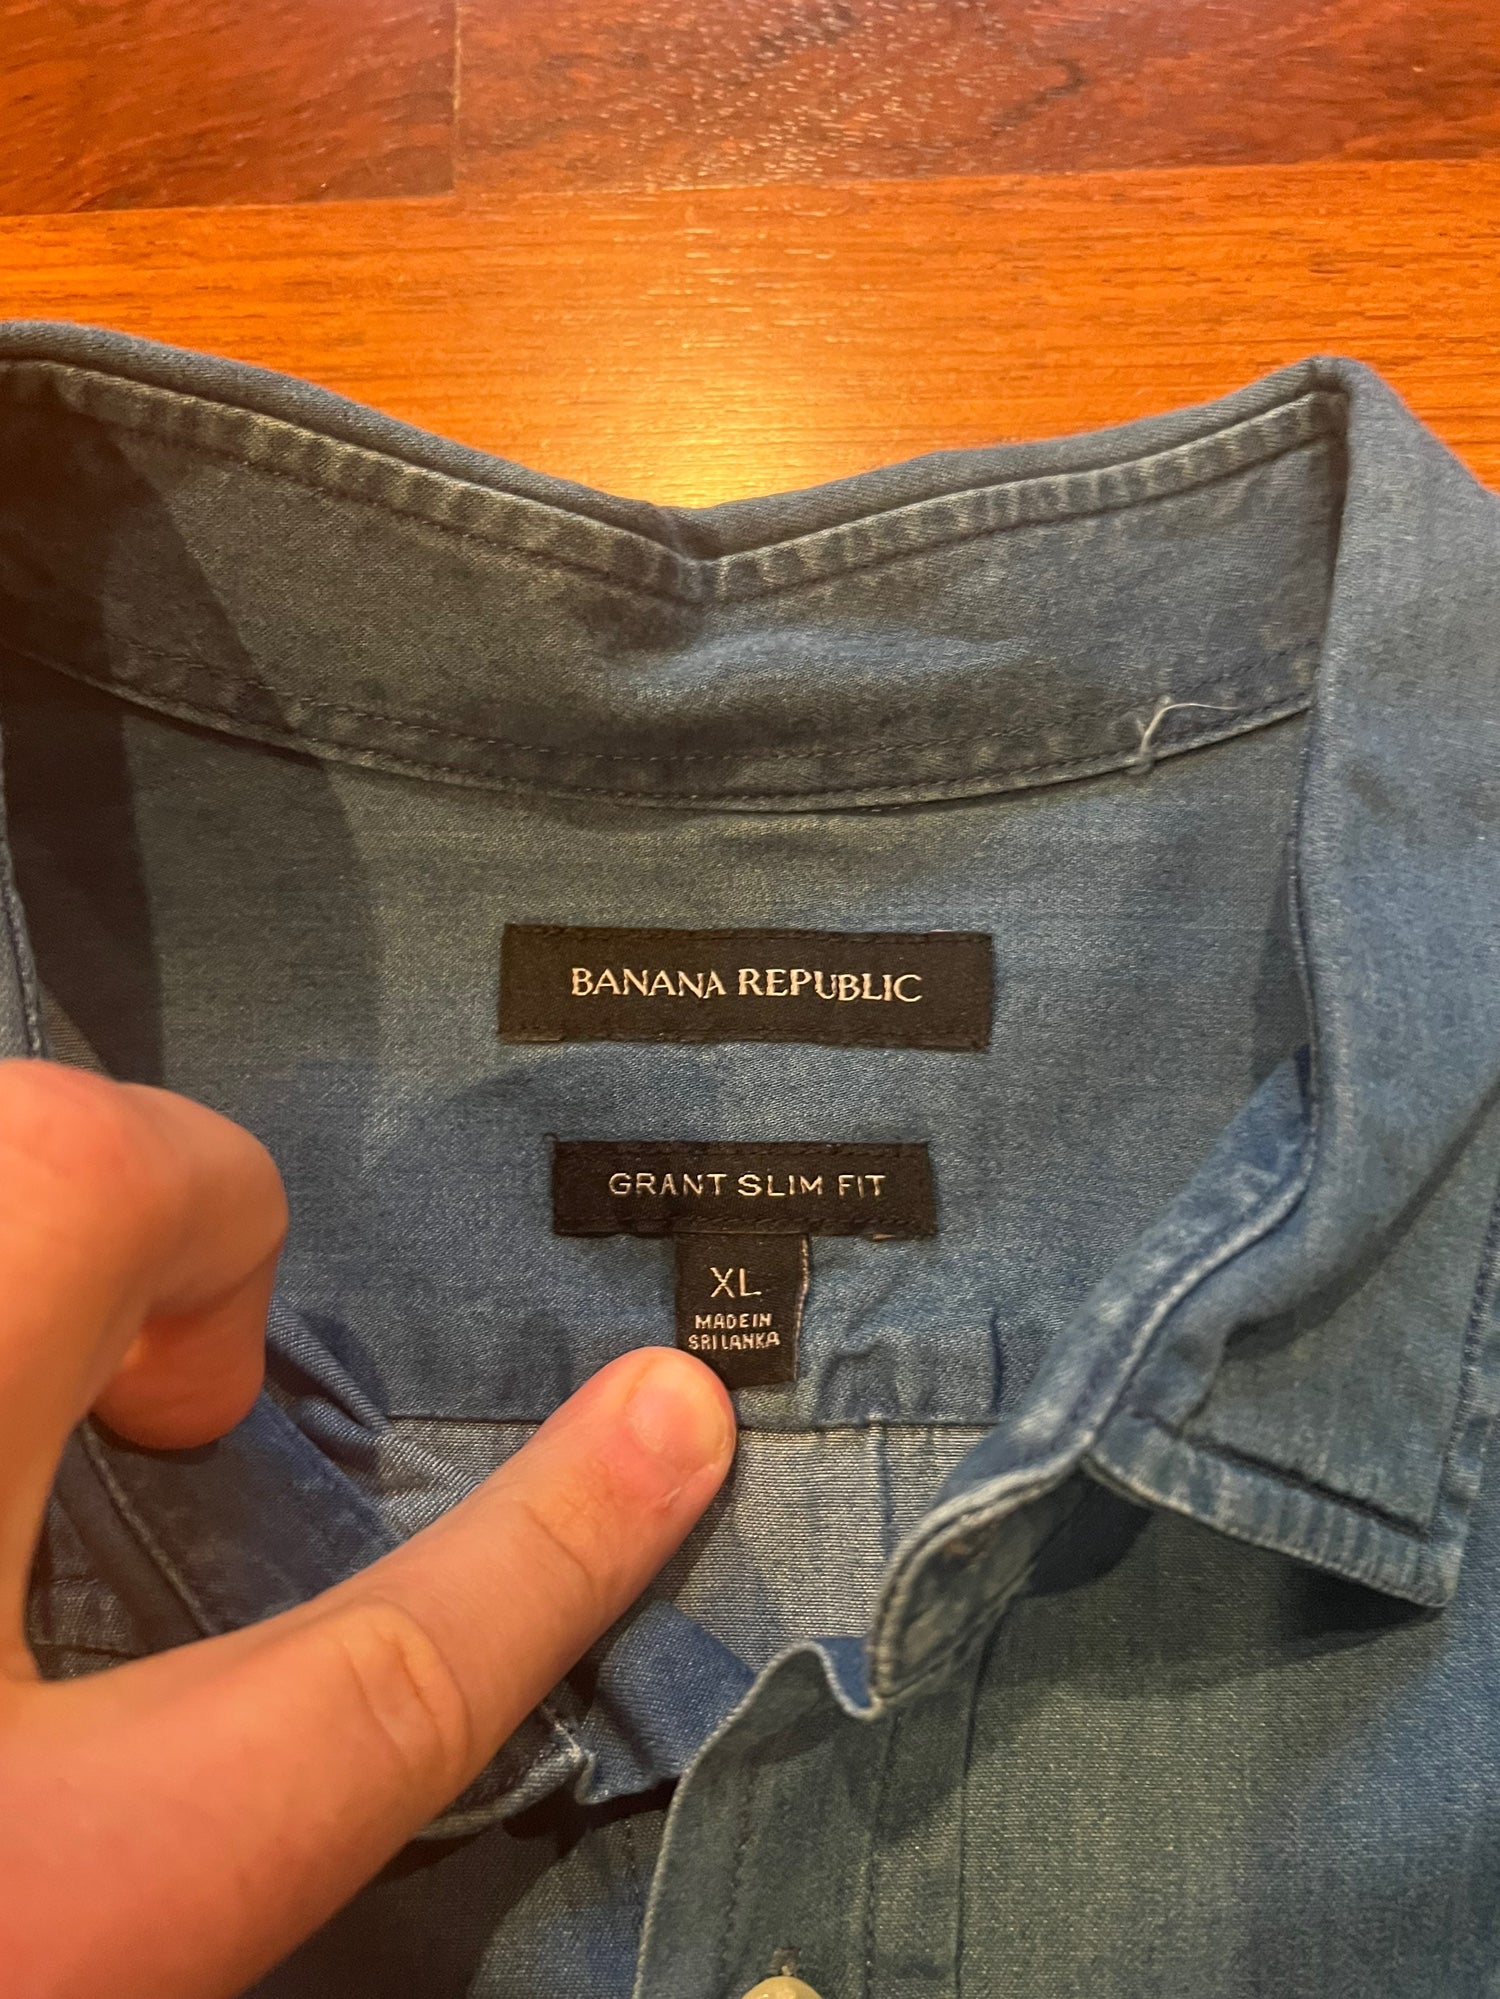 BANANA REPUBLIC
GRANT SLIM FIT
XL
MADE IN
SRI LANKA